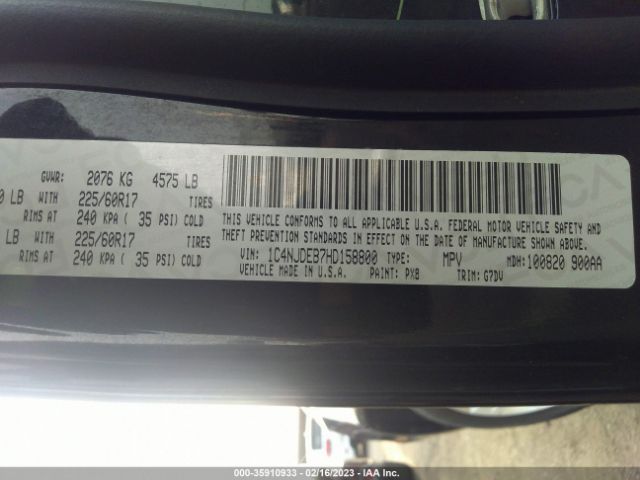 GVWR: 2076 KG 4575 LB
0 LB WITH 225/60R17 TIRES
RIMS AT 240 KPA ( 35 PSI) COLD
LB WITH 225/60R17 TIRES
RIMS AT 240 KPA ( 35 PSI) COLD
THIS VEHICLE CONFORMS TO ALL APPLICABLE U.S.A. FEDERAL MOTOR VEHICLE SAFETY AND
THEFT PREVENTION STANDARDS IN EFFECT ON THE DATE OF MANUFACTURE SHOWN ABOVE.
VIN: 1C4NJDEB7HD158800 TYPE: MPV MDH: 100820 900AA
VEHICLE MADE IN U.S.A. PAINT: PX8 TRIM: G7DV
000-35910933 - 02/16/2023 - IAA Inc.